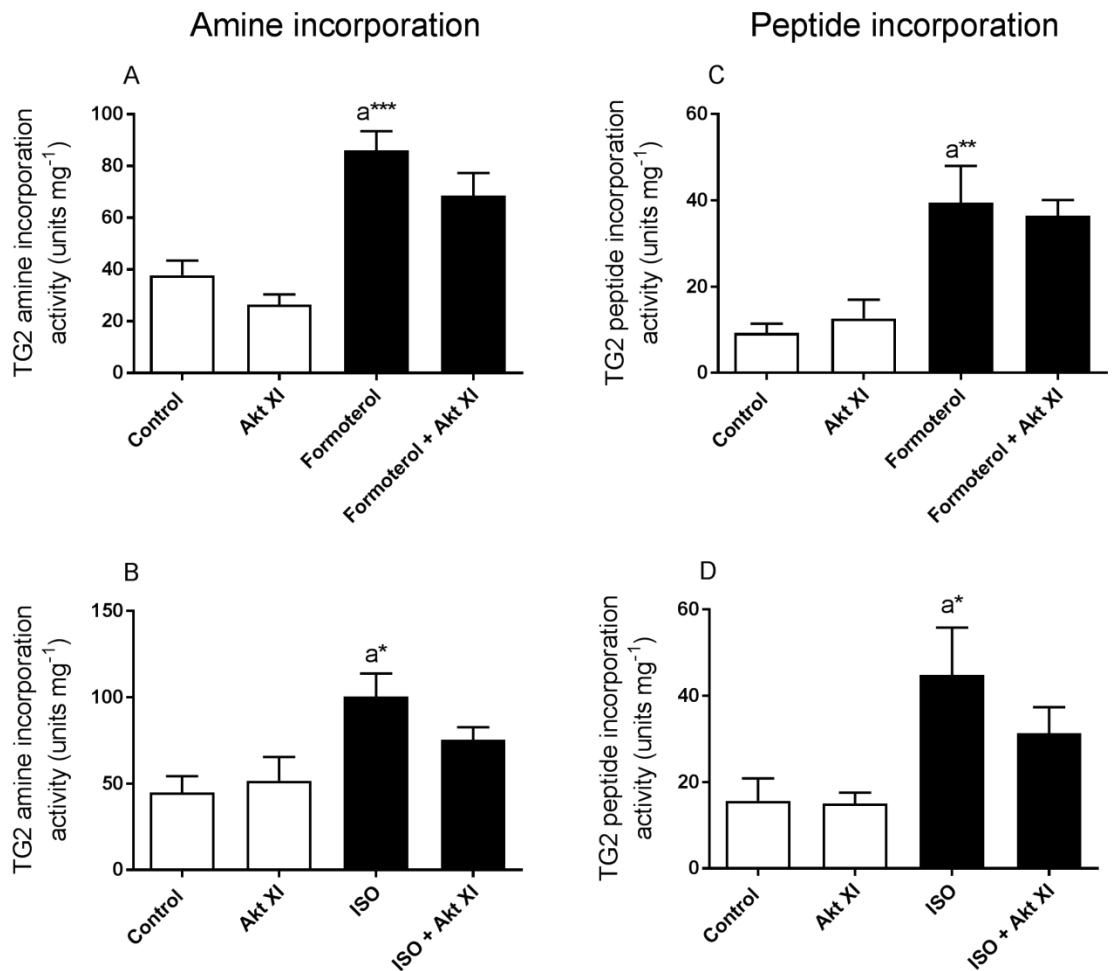 Amine incorporation
Peptide incorporation
A
TG2 amine incorporation
activity (units mg⁻¹)
100
80
60
40
20
0
a***
Control
Akt XI
Formoterol
Formoterol + Akt XI
C
TG2 peptide incorporation
activity (units mg⁻¹)
60
40
20
0
a**
Control
Akt XI
Formoterol
Formoterol + Akt XI
B
TG2 amine incorporation
activity (units mg⁻¹)
150
100
50
0
a*
Control
Akt XI
ISO
ISO + Akt XI
D
TG2 peptide incorporation
activity (units mg⁻¹)
60
40
20
0
a*
Control
Akt XI
ISO
ISO + Akt XI